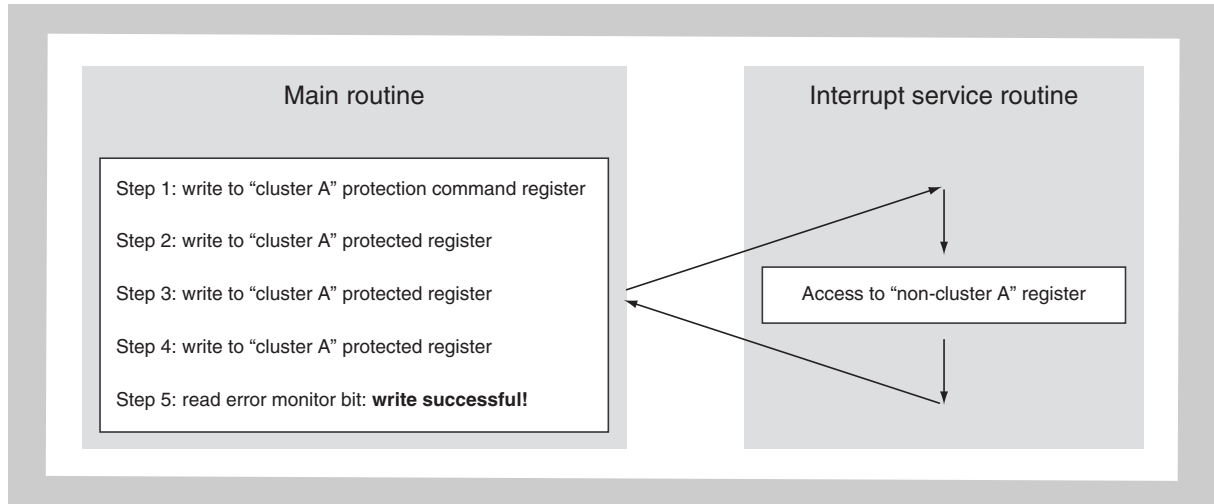 Main routine
Step 1: write to “cluster A” protection command register
Step 2: write to “cluster A” protected register
Step 3: write to “cluster A” protected register
Step 4: write to “cluster A” protected register
Step 5: read error monitor bit: write successful!
Interrupt service routine
Access to “non-cluster A” register